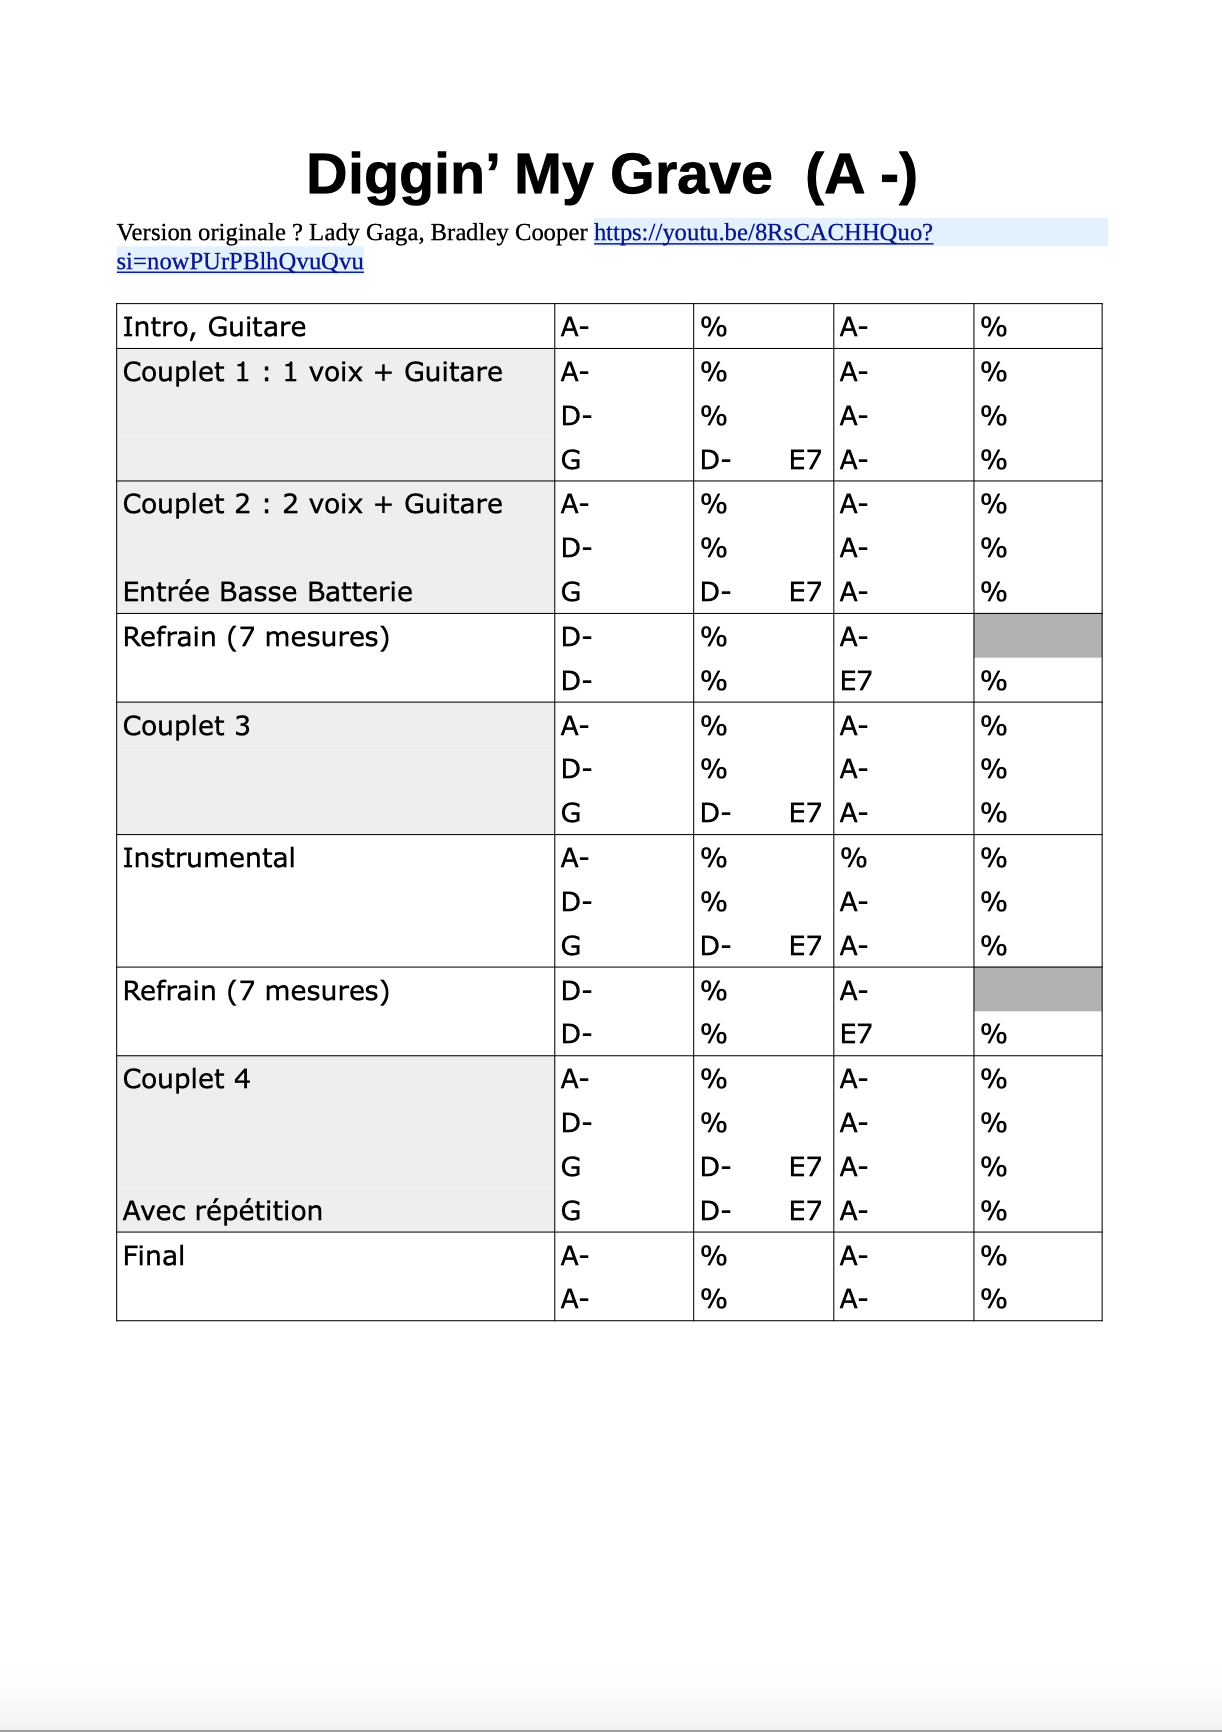 Diggin’ My Grave (A -)
Version originale ? Lady Gaga, Bradley Cooper https://youtu.be/8RsCACHHQuo?
si=nowPUrPBlhQvuQvu
Intro, Guitare A- % A- %
Couplet 1 : 1 voix + Guitare A- % A- %
D- % A- %
G D- E7 A- %
Couplet 2 : 2 voix + Guitare A- % A- %
D- % A- %
Entrée Basse Batterie G D- E7 A- %
Refrain (7 mesures) D- % A-
D- % E7 %
Couplet 3 A- % A- %
D- % A- %
G D- E7 A- %
Instrumental A- % % %
D- % A- %
G D- E7 A- %
Refrain (7 mesures) D- % A-
D- % E7 %
Couplet 4 A- % A- %
D- % A- %
G D- E7 A- %
Avec répétition G D- E7 A- %
Final A- % A- %
A- % A- %